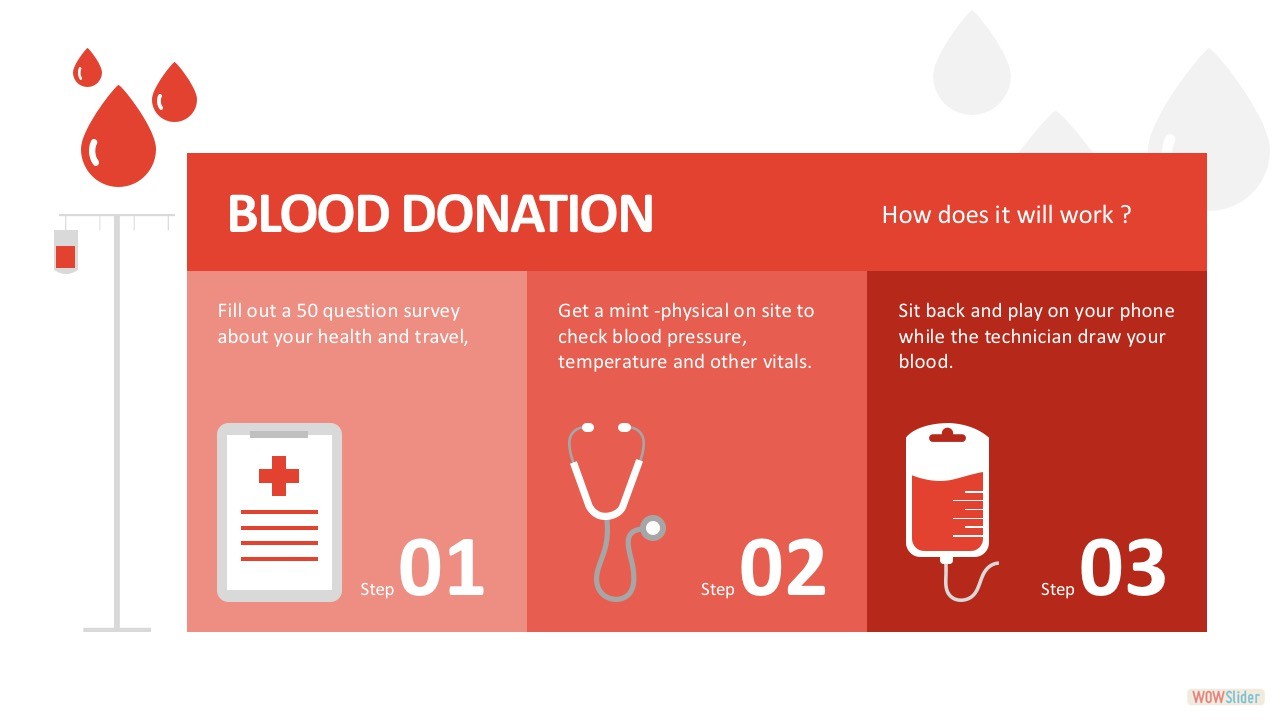 BLOOD DONATION
How does it will work ?
Fill out a 50 question survey
about your health and travel,
Step 01
Get a mint -physical on site to
check blood pressure,
temperature and other vitals.
Step 02
Sit back and play on your phone
while the technician draw your
blood.
Step 03
WOWSlider